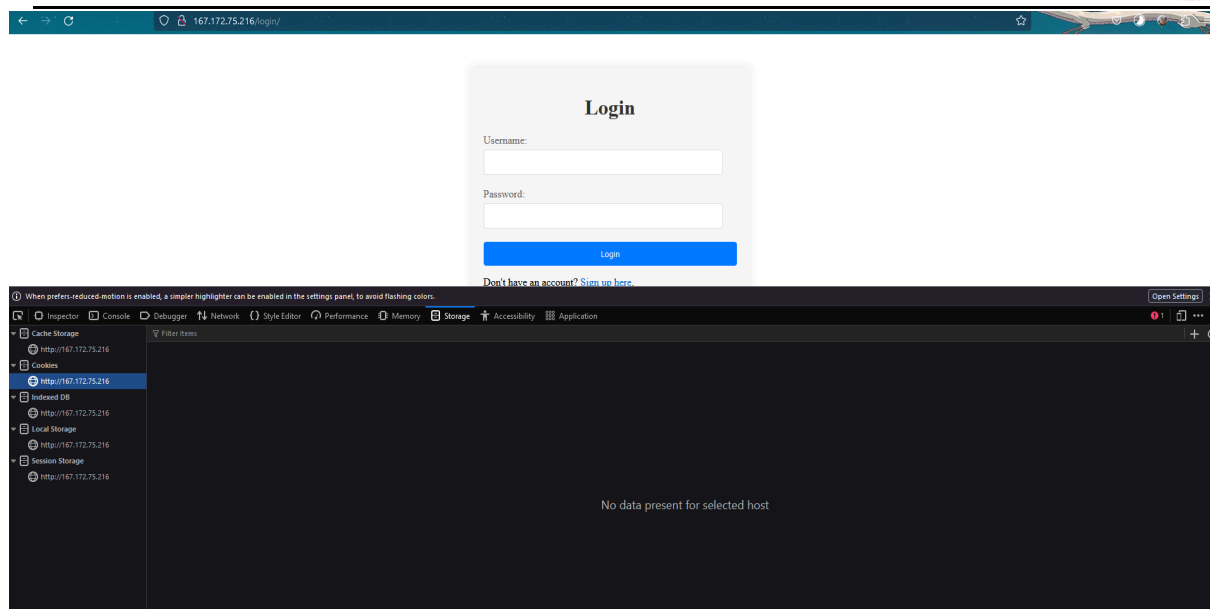 167.172.75.216/login/
Login
Username:
Password:
Login
Don't have an account? Sign up here.
When prefers-reduced-motion is enabled, a simpler highlighter can be enabled in the settings panel, to avoid flashing colors.
Open Settings
Inspector Console Debugger Network Style Editor Performance Memory Storage Accessibility Application 1
Cache Storage
Filter Items
http://167.172.75.216
Cookies
http://167.172.75.216
Indexed DB
http://167.172.75.216
Local Storage
http://167.172.75.216
Session Storage
http://167.172.75.216
No data present for selected host